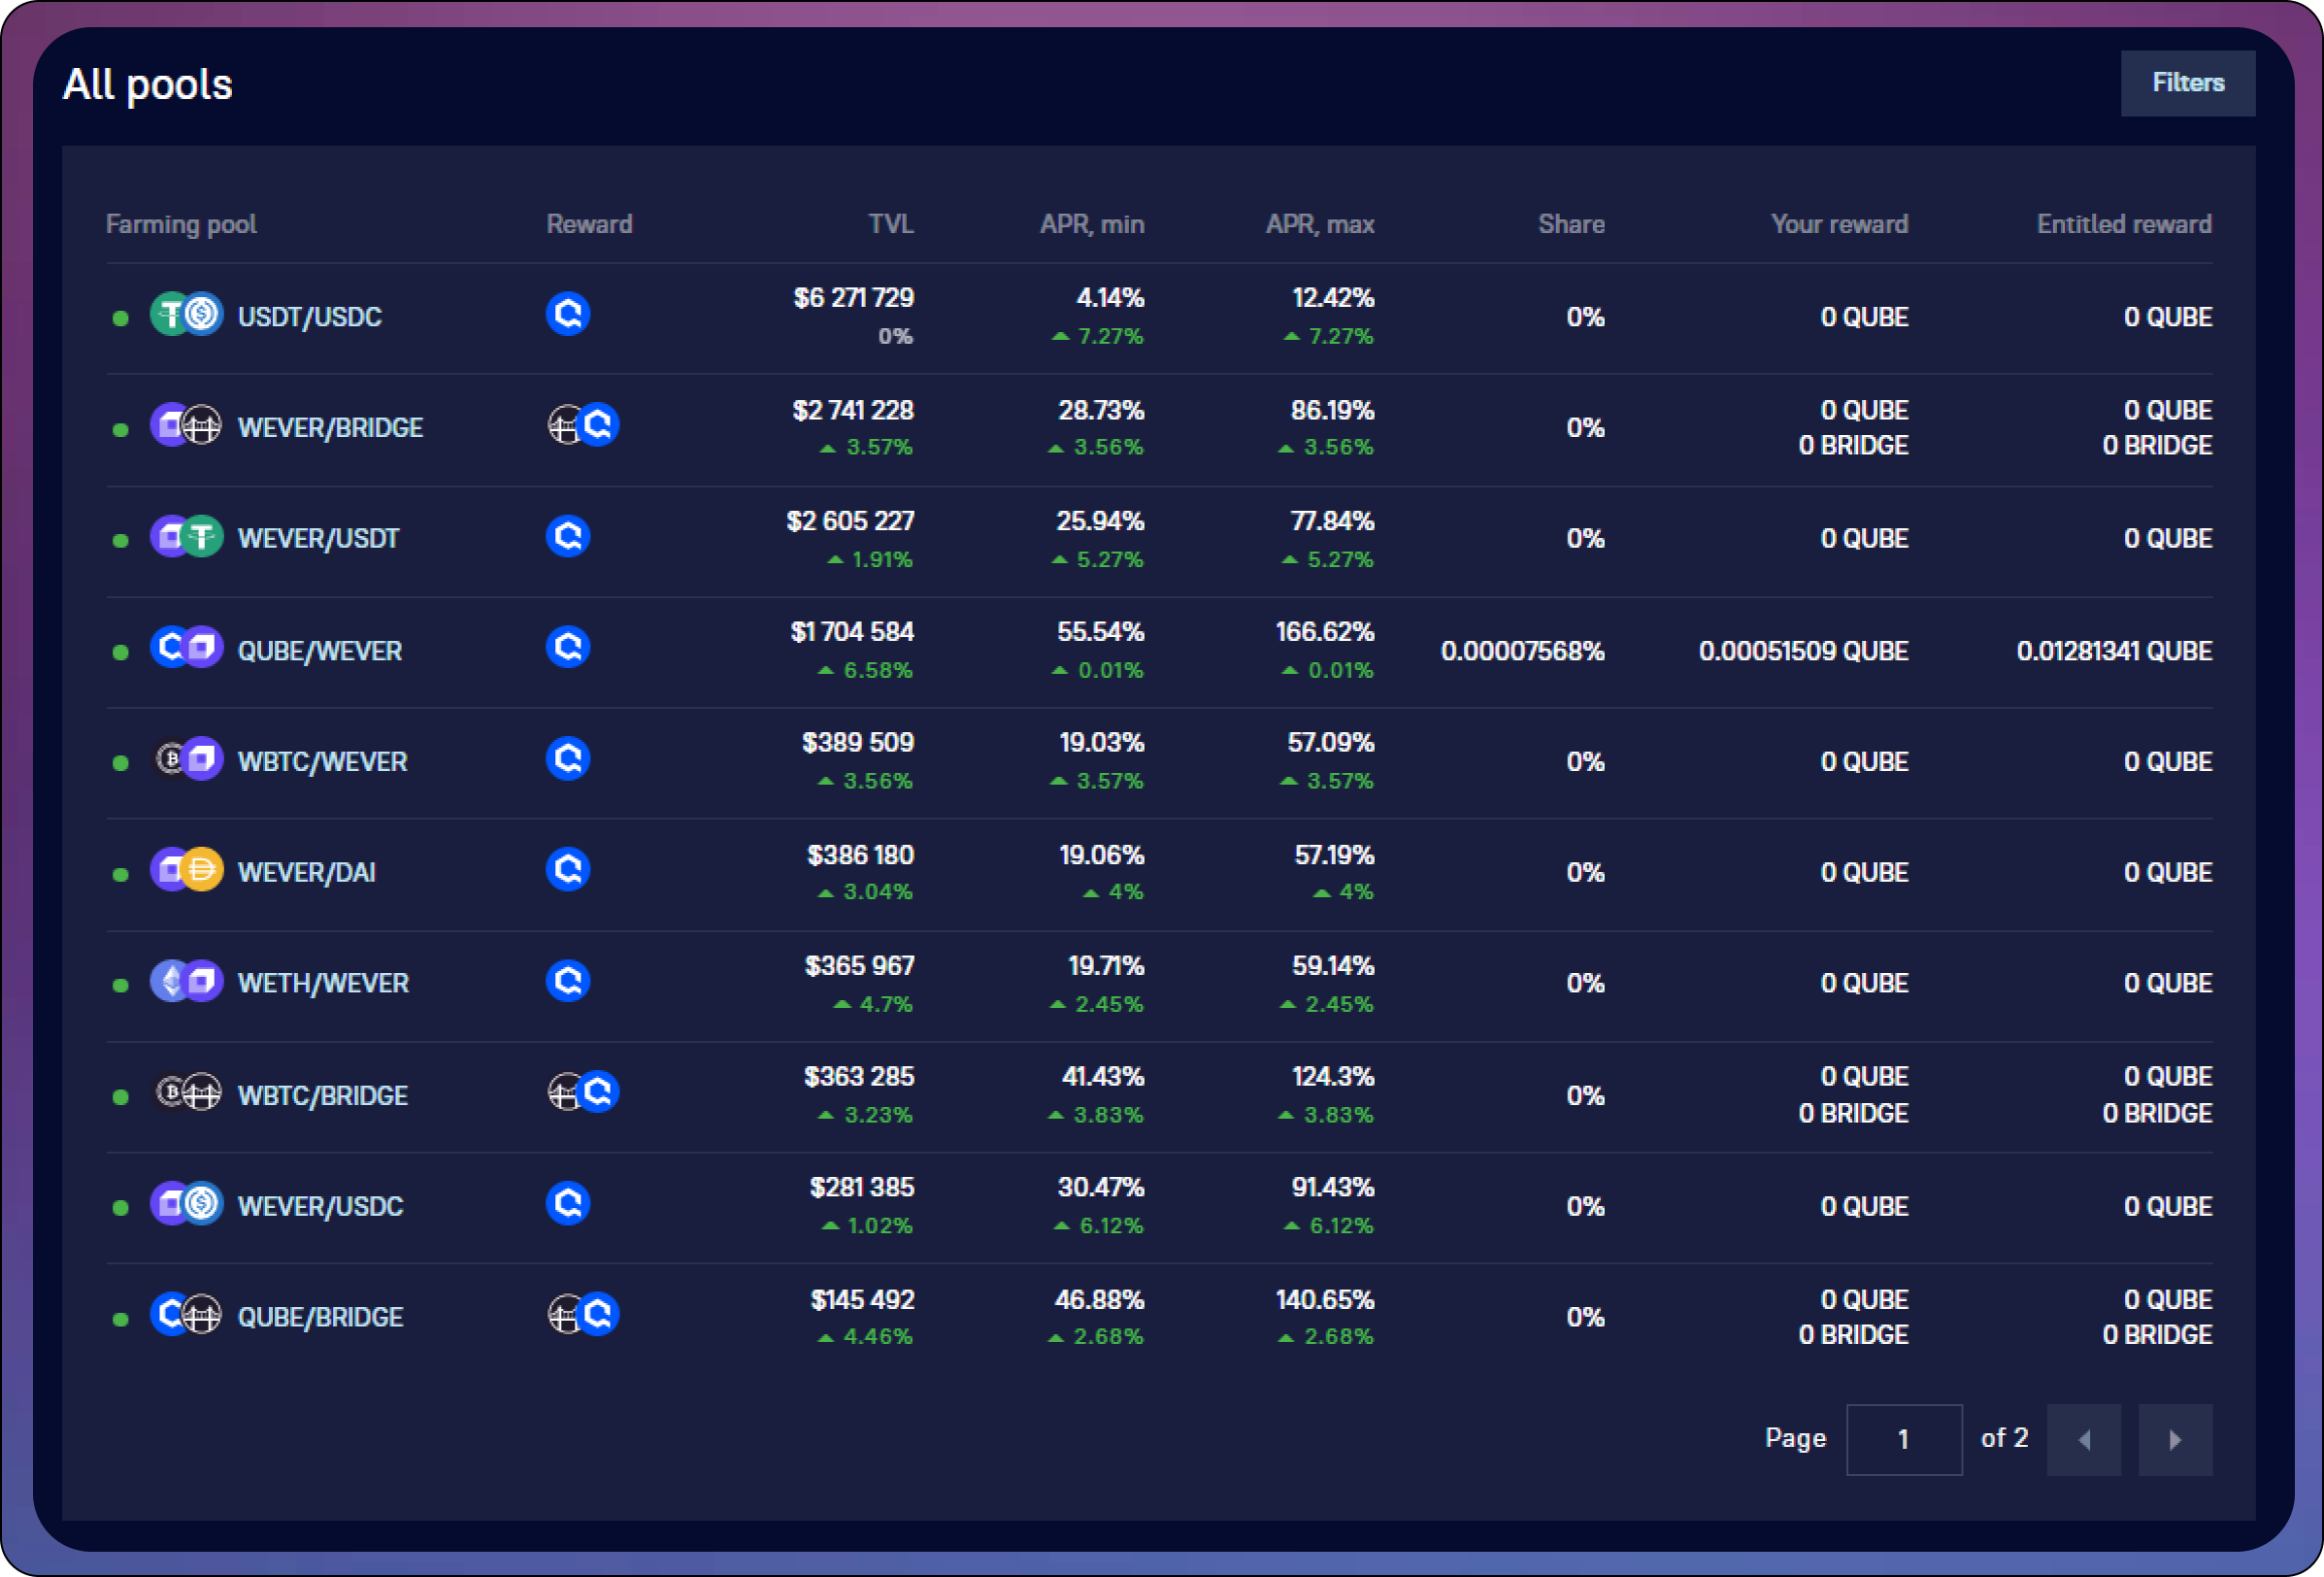 All pools
Filters
Farming pool Reward TVL APR, min APR, max Share Your reward Entitled reward
USDT/USDC $6 271 729 4.14% 12.42% 0% 0 QUBE 0 QUBE
0% 7.27% 7.27%
WEVER/BRIDGE $2 741 228 28.73% 86.19% 0% 0 QUBE 0 QUBE
3.57% 3.56% 3.56% 0 BRIDGE 0 BRIDGE
WEVER/USDT $2 605 227 25.94% 77.84% 0% 0 QUBE 0 QUBE
1.91% 5.27% 5.27%
QUBE/WEVER $1 704 584 55.54% 166.62% 0.00007568% 0.00051509 QUBE 0.01281341 QUBE
6.58% 0.01% 0.01%
WBTC/WEVER $389 509 19.03% 57.09% 0% 0 QUBE 0 QUBE
3.56% 3.57% 3.57%
WEVER/DAI $386 180 19.06% 57.19% 0% 0 QUBE 0 QUBE
3.04% 4% 4%
WETH/WEVER $365 967 19.71% 59.14% 0% 0 QUBE 0 QUBE
4.7% 2.45% 2.45%
WBTC/BRIDGE $363 285 41.43% 124.3% 0% 0 QUBE 0 QUBE
3.23% 3.83% 3.83% 0 BRIDGE 0 BRIDGE
WEVER/USDC $281 385 30.47% 91.43% 0% 0 QUBE 0 QUBE
1.02% 6.12% 6.12%
QUBE/BRIDGE $145 492 46.88% 140.65% 0% 0 QUBE 0 QUBE
4.46% 2.68% 2.68% 0 BRIDGE 0 BRIDGE
Page 1 of 2